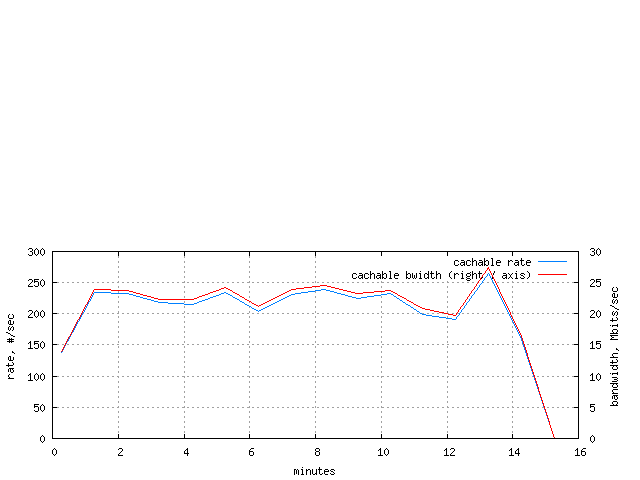 300
250
200
150
100
50
0
rate, #/sec
cachable rate
cachable bwidth (right y axis)
30
25
20
15
10
5
0
bandwidth, Mbits/sec
0 2 4 6 8 10 12 14 16
minutes